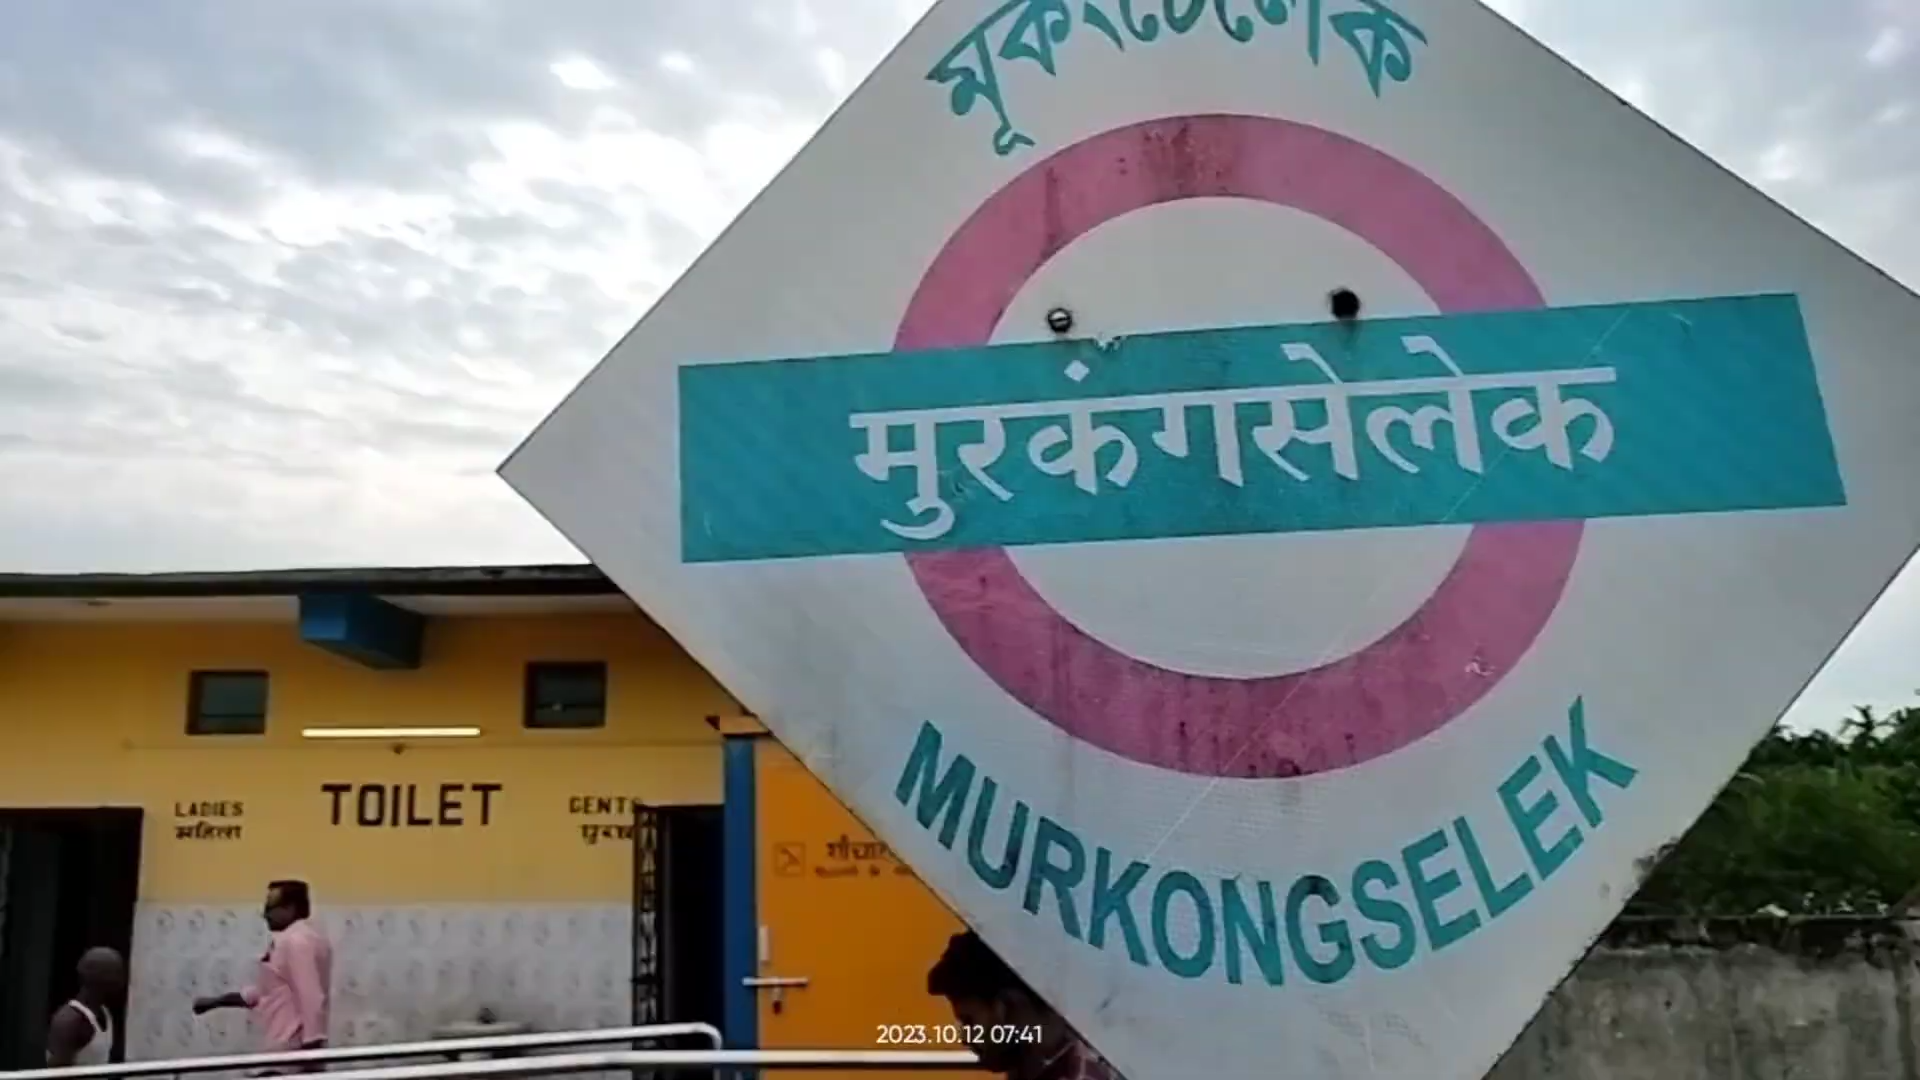 মূৰ্কংচেলেক
मुरकंगसेलेक
MURKONGSELEK
TOILET
LADIES
महिला
GENTS
पुरुष
2023.10.12 07:41